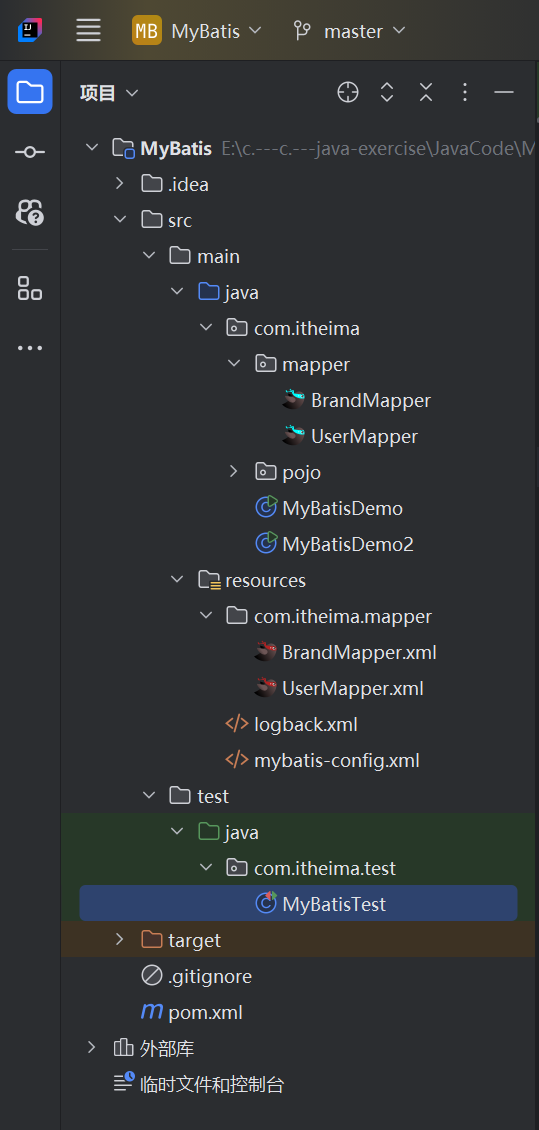 MB MyBatis master
项目
MyBatis E:\c.---c.---java-exercise\JavaCode\M
.idea
src
main
java
com.itheima
mapper
BrandMapper
UserMapper
pojo
MyBatisDemo
MyBatisDemo2
resources
com.itheima.mapper
BrandMapper.xml
UserMapper.xml
logback.xml
mybatis-config.xml
test
java
com.itheima.test
MyBatisTest
target
.gitignore
pom.xml
外部库
临时文件和控制台